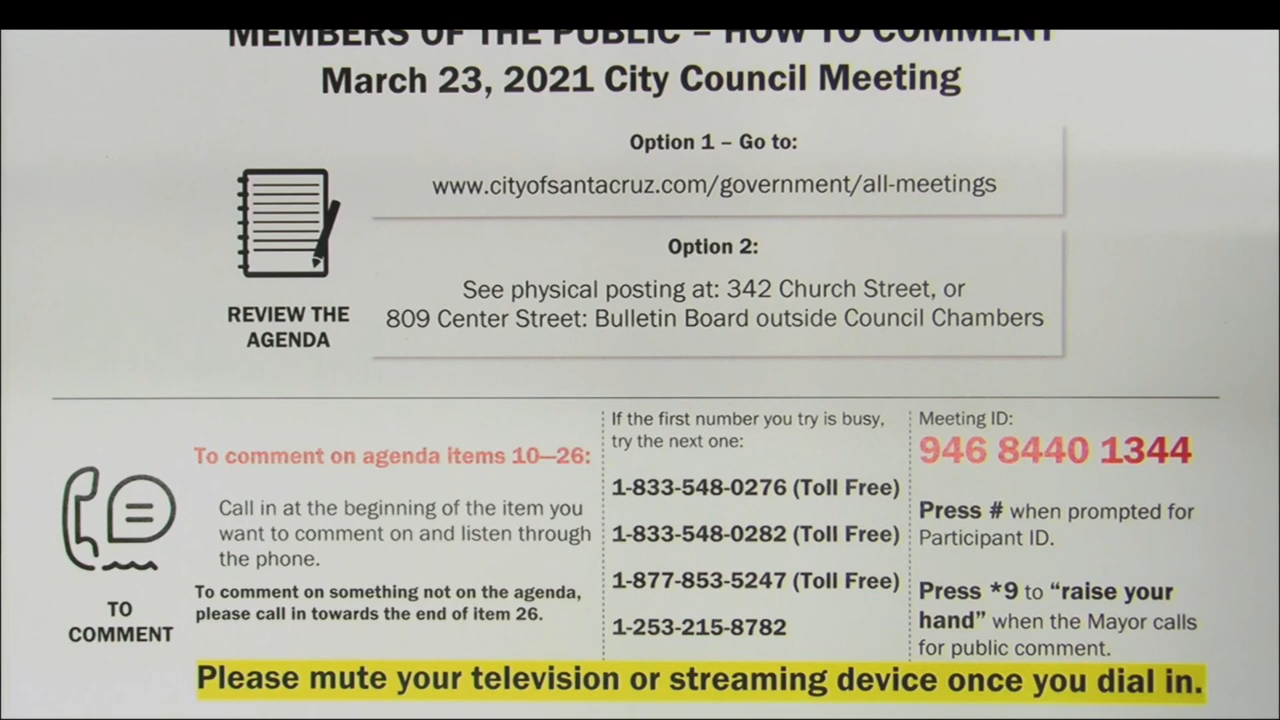 MEMBERS OF THE PUBLIC – HOW TO COMMENT
March 23, 2021 City Council Meeting
Option 1 – Go to:
www.cityofsantacruz.com/government/all-meetings
Option 2:
See physical posting at: 342 Church Street, or
809 Center Street: Bulletin Board outside Council Chambers
REVIEW THE
AGENDA
To comment on agenda items 10—26:
Call in at the beginning of the item you
want to comment on and listen through
the phone.
To comment on something not on the agenda,
please call in towards the end of item 26.
TO
COMMENT
If the first number you try is busy,
try the next one:
1-833-548-0276 (Toll Free)
1-833-548-0282 (Toll Free)
1-877-853-5247 (Toll Free)
1-253-215-8782
Meeting ID:
946 8440 1344
Press # when prompted for
Participant ID.
Press *9 to “raise your
hand” when the Mayor calls
for public comment.
Please mute your television or streaming device once you dial in.